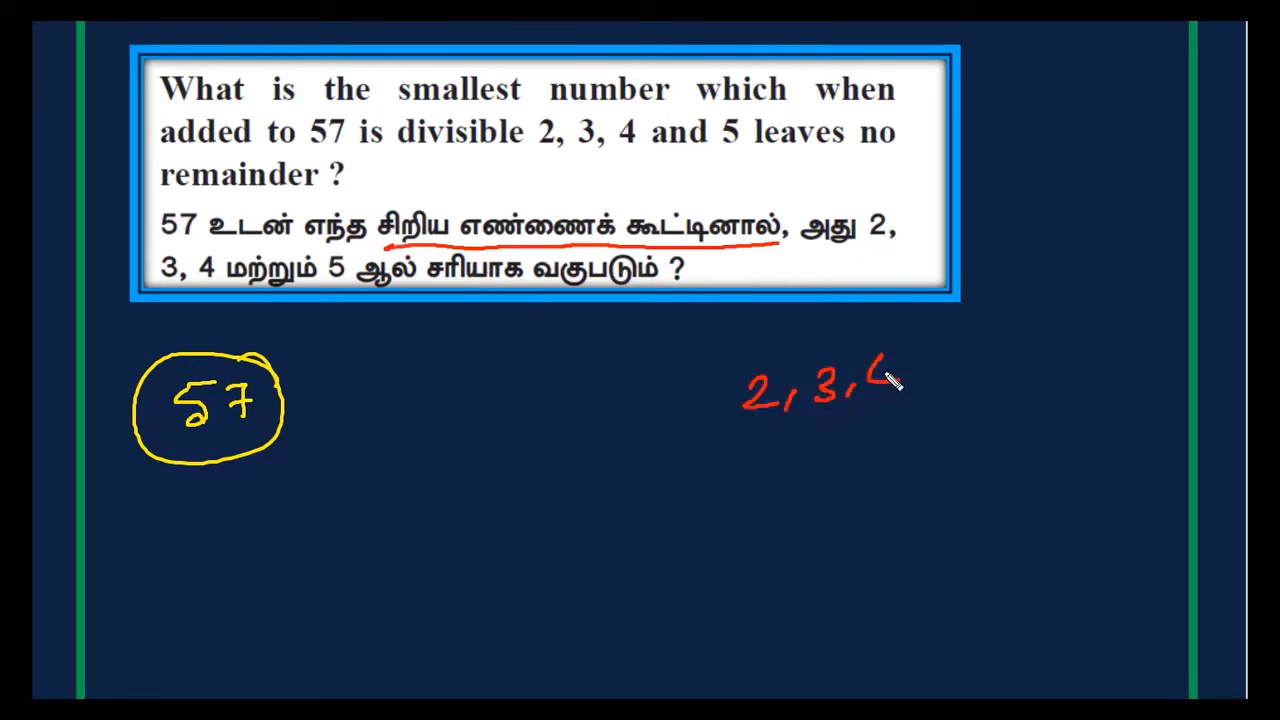 What is the smallest number which when
added to 57 is divisible 2, 3, 4 and 5 leaves no
remainder ?
57 உடன் எந்த சிறிய எண்ணைக் கூட்டினால், அது 2,
3, 4 மற்றும் 5 ஆல் சரியாக வகுபடும் ?
57
2, 3, 4